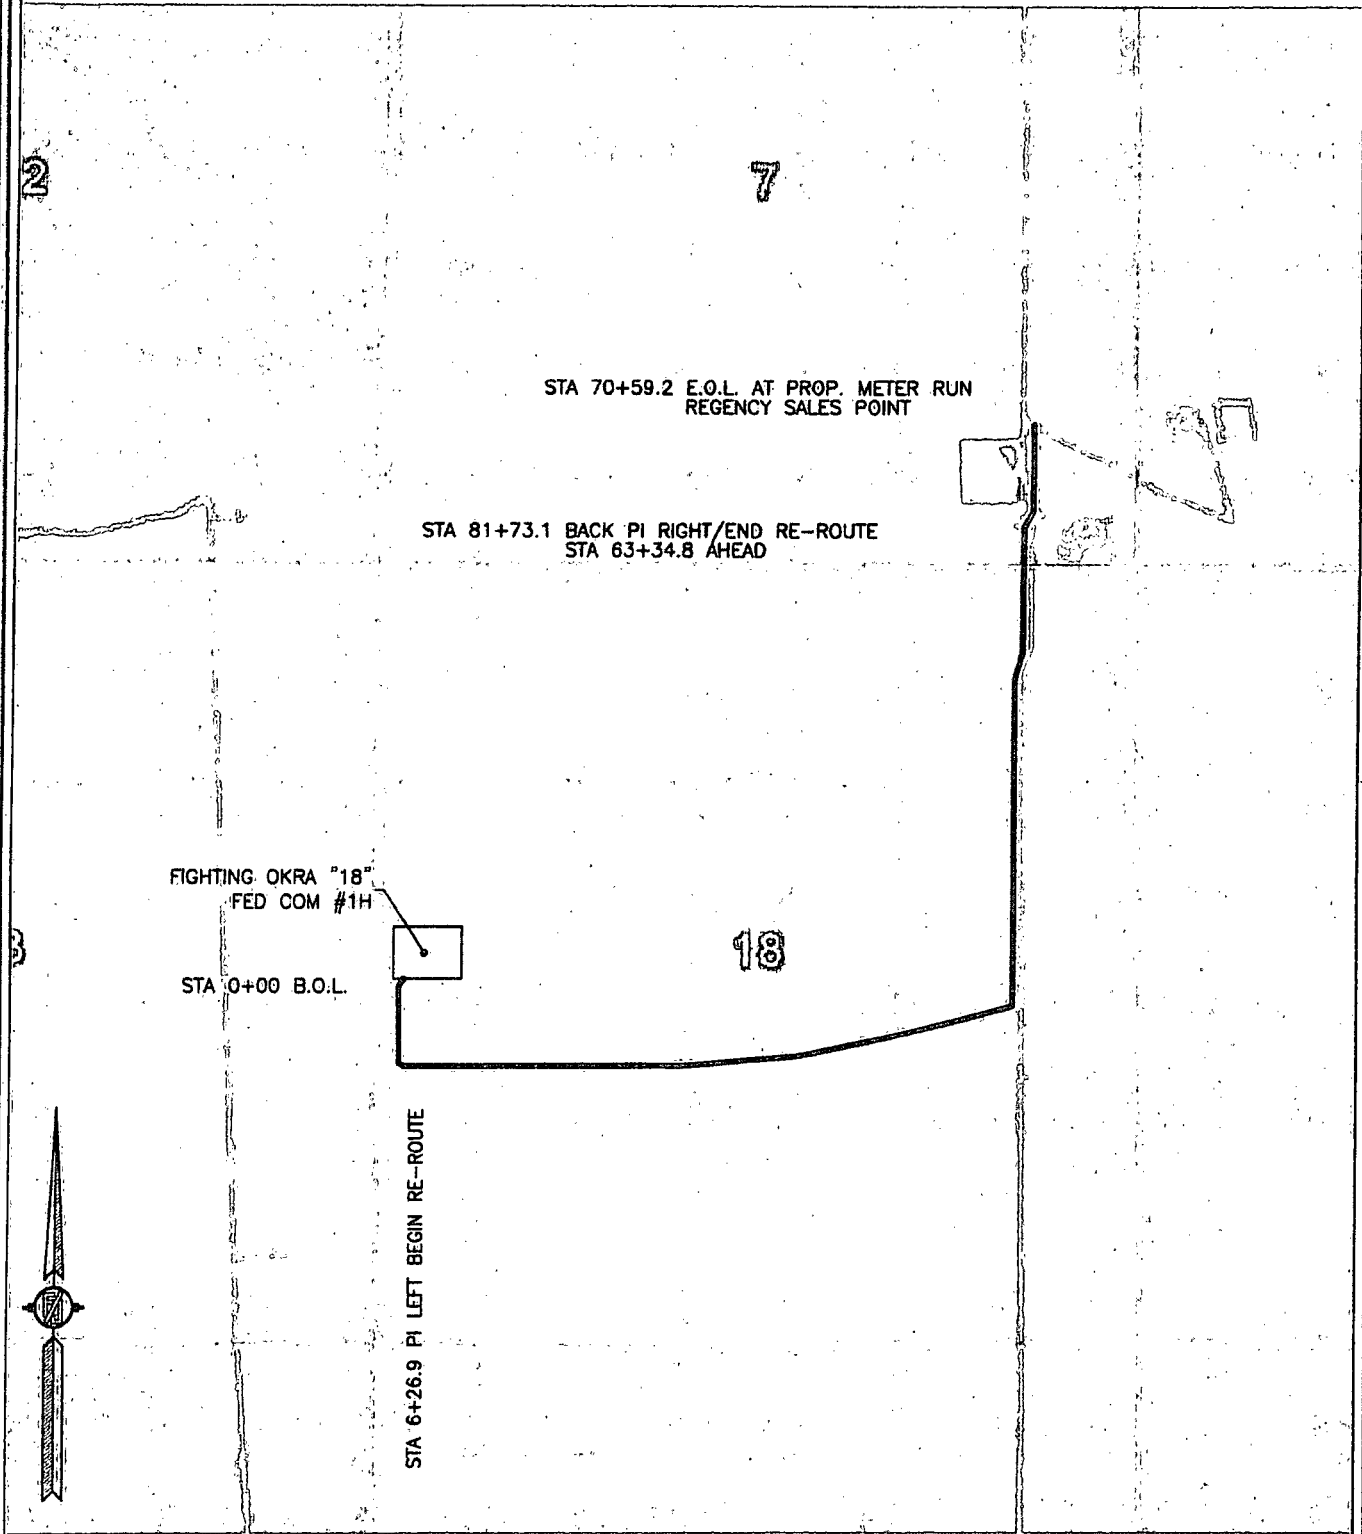 2
7
STA 70+59.2 E.O.L. AT PROP. METER RUN
REGENCY SALES POINT
STA 81+73.1 BACK PI RIGHT/END RE-ROUTE
STA 63+34.8 AHEAD
FIGHTING OKRA "18"
FED COM #1H
18
STA 0+00 B.O.L.
STA 6+26.9 PI LEFT BEGIN RE-ROUTE